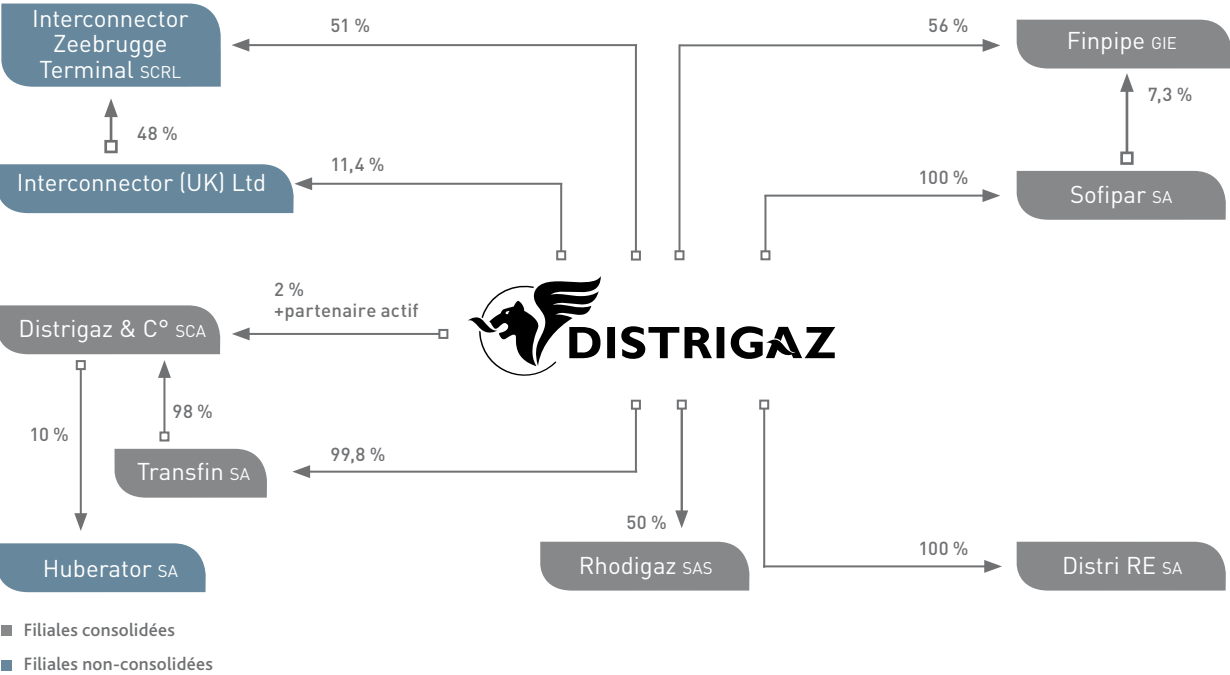 Interconnector
Zeebrugge
Terminal SCRL
51 %
56 %
Finpipe GIE
48 %
7,3 %
Interconnector (UK) Ltd
11,4 %
100 %
Sofipar SA
2 %
+partenaire actif
Distrigaz & C° SCA
DISTRIGAZ
98 %
10 %
Transfin SA
99,8 %
50 %
100 %
Huberator SA
Rhodigaz SAS
Distri RE SA
Filiales consolidées
Filiales non-consolidées